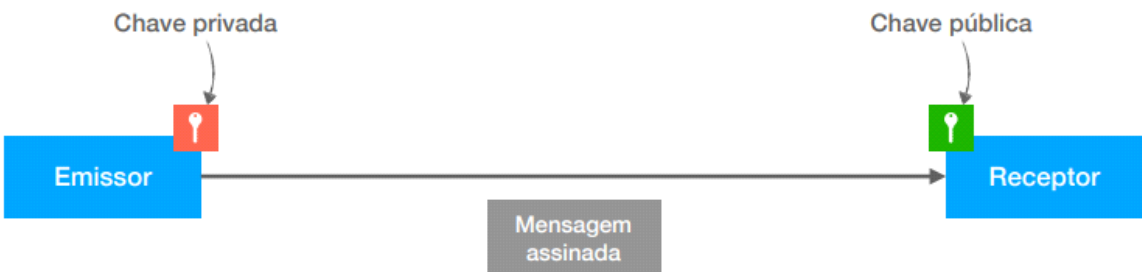 Chave privada
Chave pública
Emissor
Receptor
Mensagem
assinada